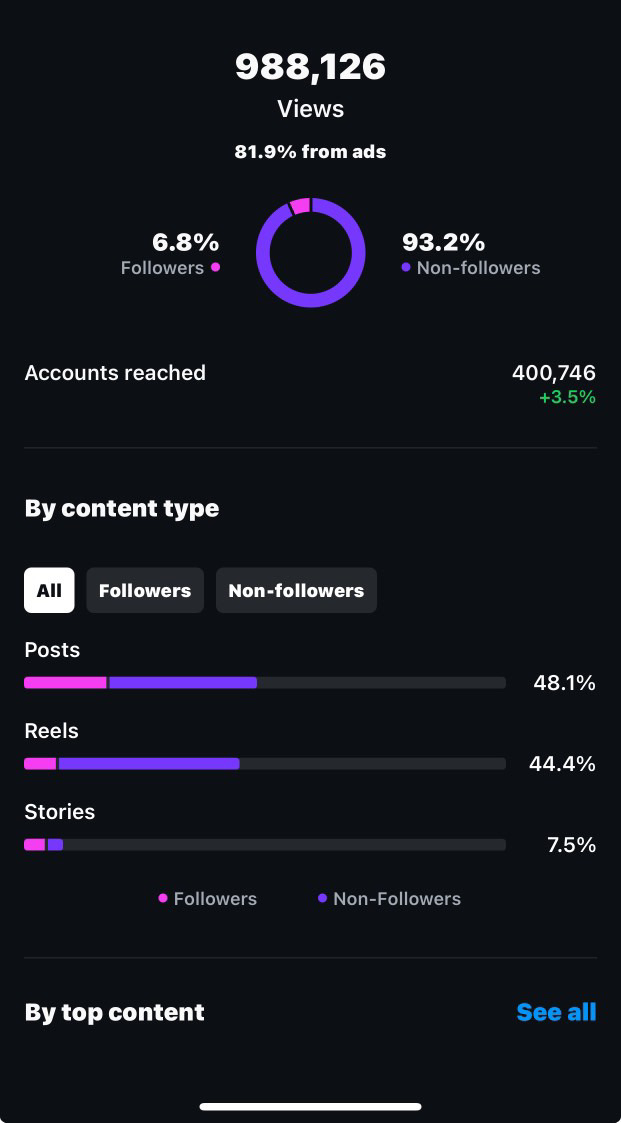 988,126
Views
81.9% from ads
6.8%
Followers
93.2%
Non-followers
Accounts reached
400,746
+3.5%
By content type
All
Followers
Non-followers
Posts
48.1%
Reels
44.4%
Stories
7.5%
Followers
Non-Followers
By top content
See all